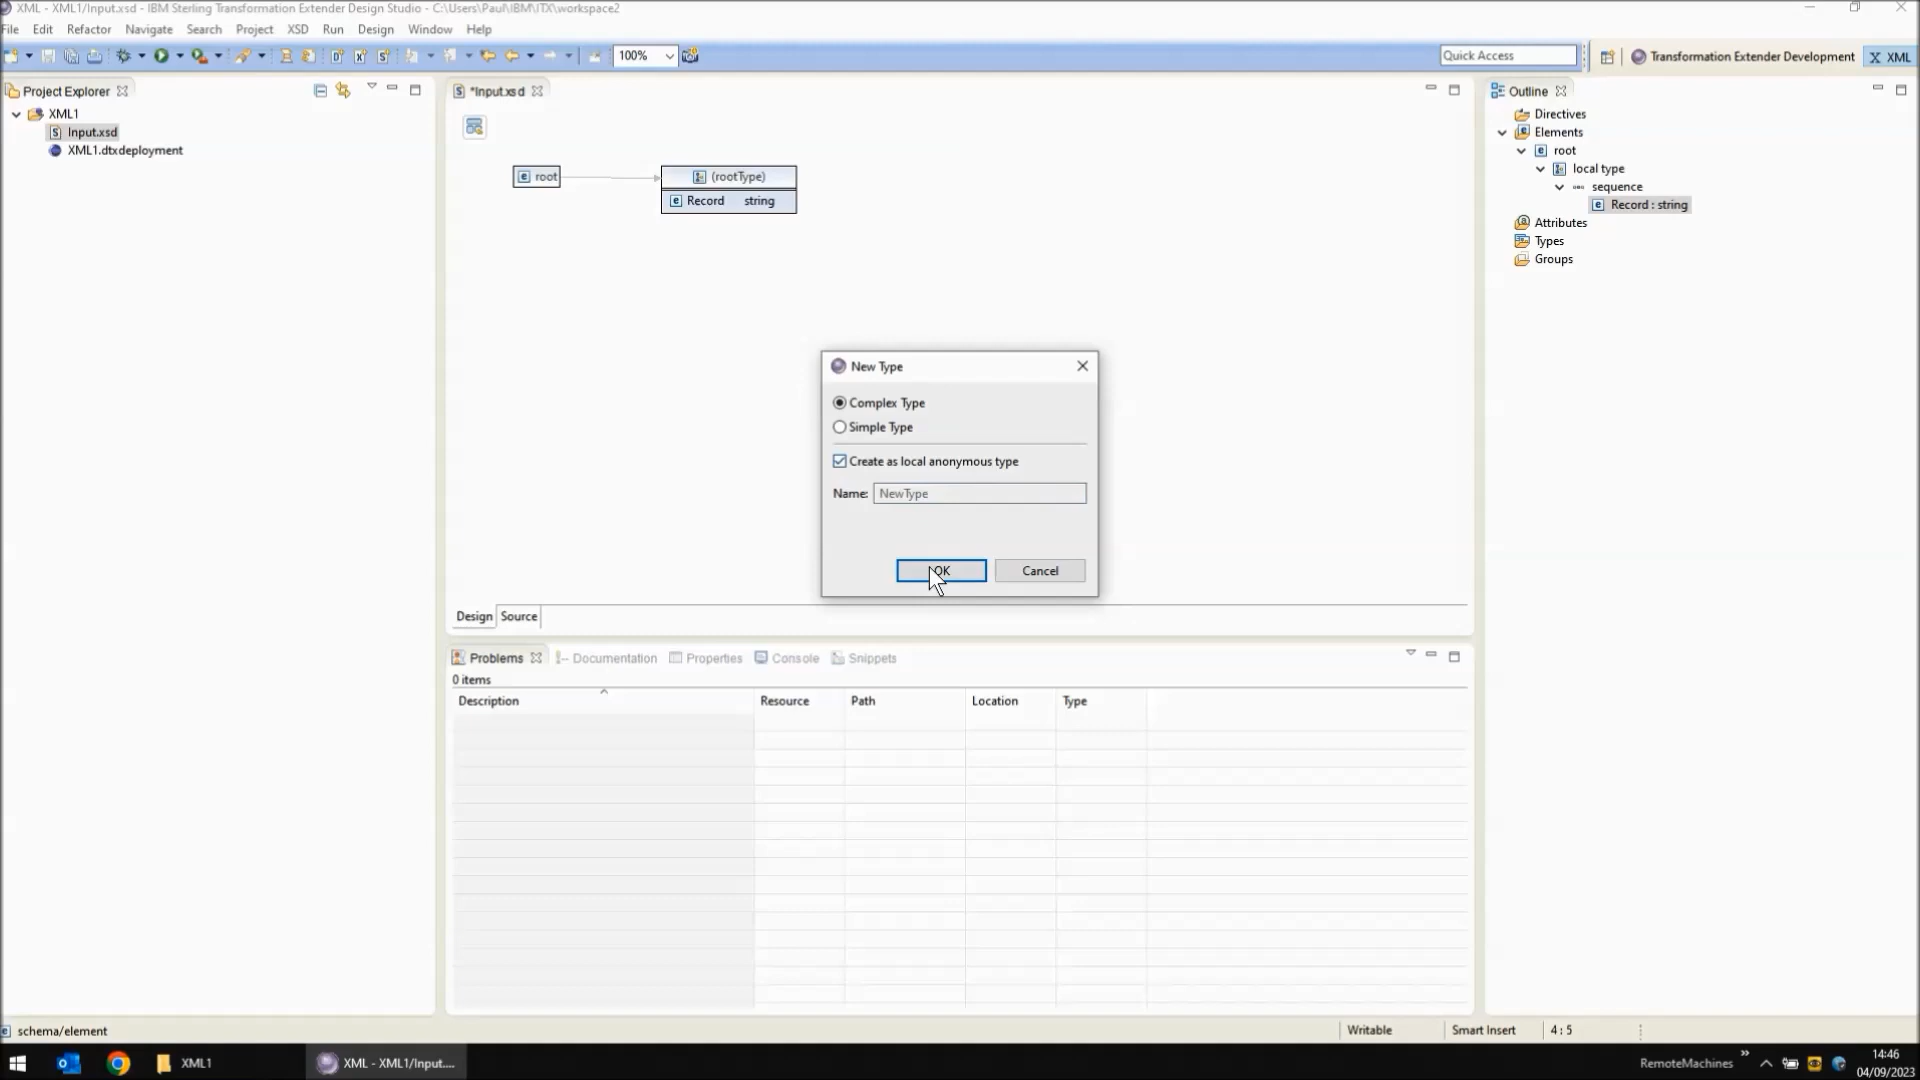 XML - XML1/Input.xsd - IBM Sterling Transformation Extender Design Studio - C:\Users\Paul\IBM\ITX\workspace2
File Edit Refactor Navigate Search Project XSD Run Design Window Help
100% Quick Access Transformation Extender Development XML
Project Explorer
XML1
Input.xsd
XML1.dtxdeployment
*Input.xsd
root
(rootType)
Record string
New Type
Complex Type
Simple Type
Create as local anonymous type
Name: NewType
OK Cancel
Design Source
Problems Documentation Properties Console Snippets
0 items
Description Resource Path Location Type
Outline
Directives
Elements
root
local type
sequence
Record : string
Attributes
Types
Groups
schema/element Writable Smart Insert 4 : 5
XML1 XML - XML1/Input.... RemoteMachines 14:46
04/09/2023